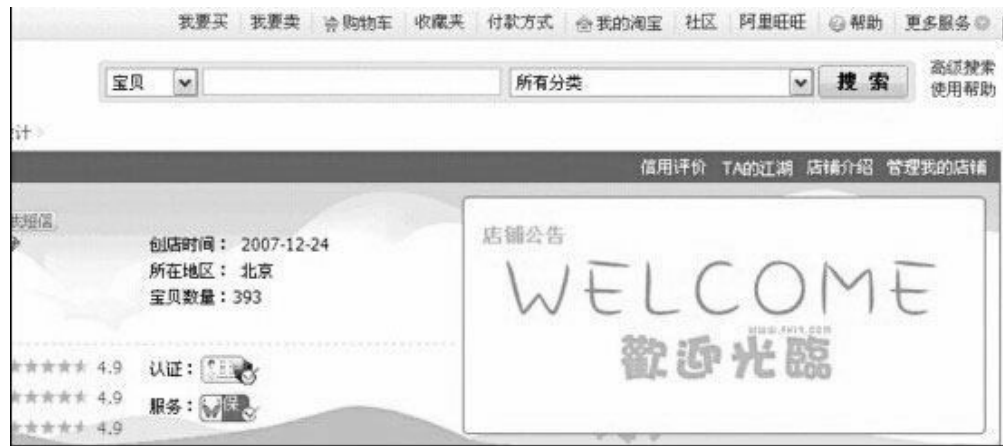 我要买 我要卖 购物车 收藏夹 付款方式 我的淘宝 社区 阿里旺旺 帮助 更多服务
宝贝 所有分类 搜索 高级搜索
使用帮助
计
信用评价 TA的江湖 店铺介绍 管理我的店铺
店铺公告
创店时间： 2007-12-24
所在地区： 北京
宝贝数量：393
WELCOME
歡迎光臨
4.9 认证：
4.9 服务： 保
4.9